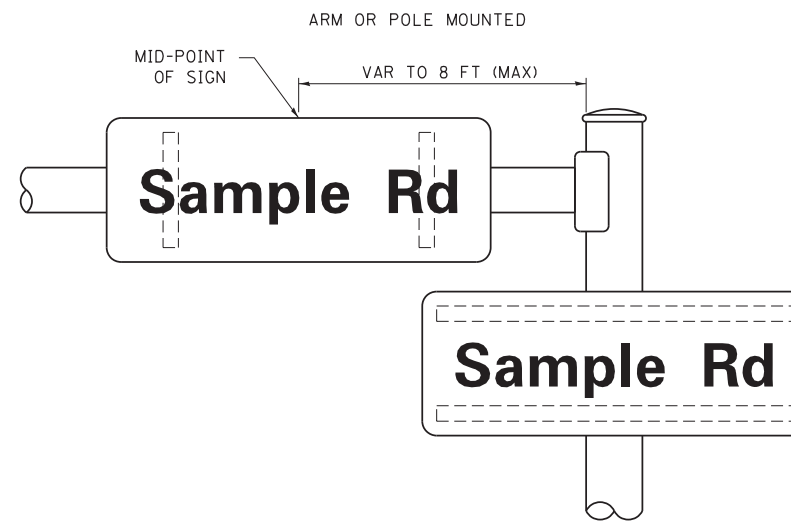 ARM OR POLE MOUNTED
MID-POINT
OF SIGN
VAR TO 8 FT (MAX)
Sample Rd
Sample Rd